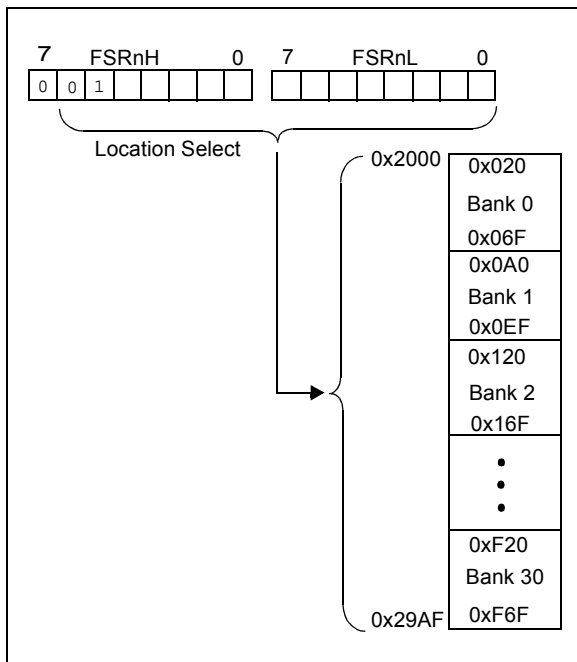 7 FSRnH 0 7 FSRnL 0
0 0 1
Location Select
0x2000
0x020
Bank 0
0x06F
0x0A0
Bank 1
0x0EF
0x120
Bank 2
0x16F
0xF20
Bank 30
0xF6F
0x29AF